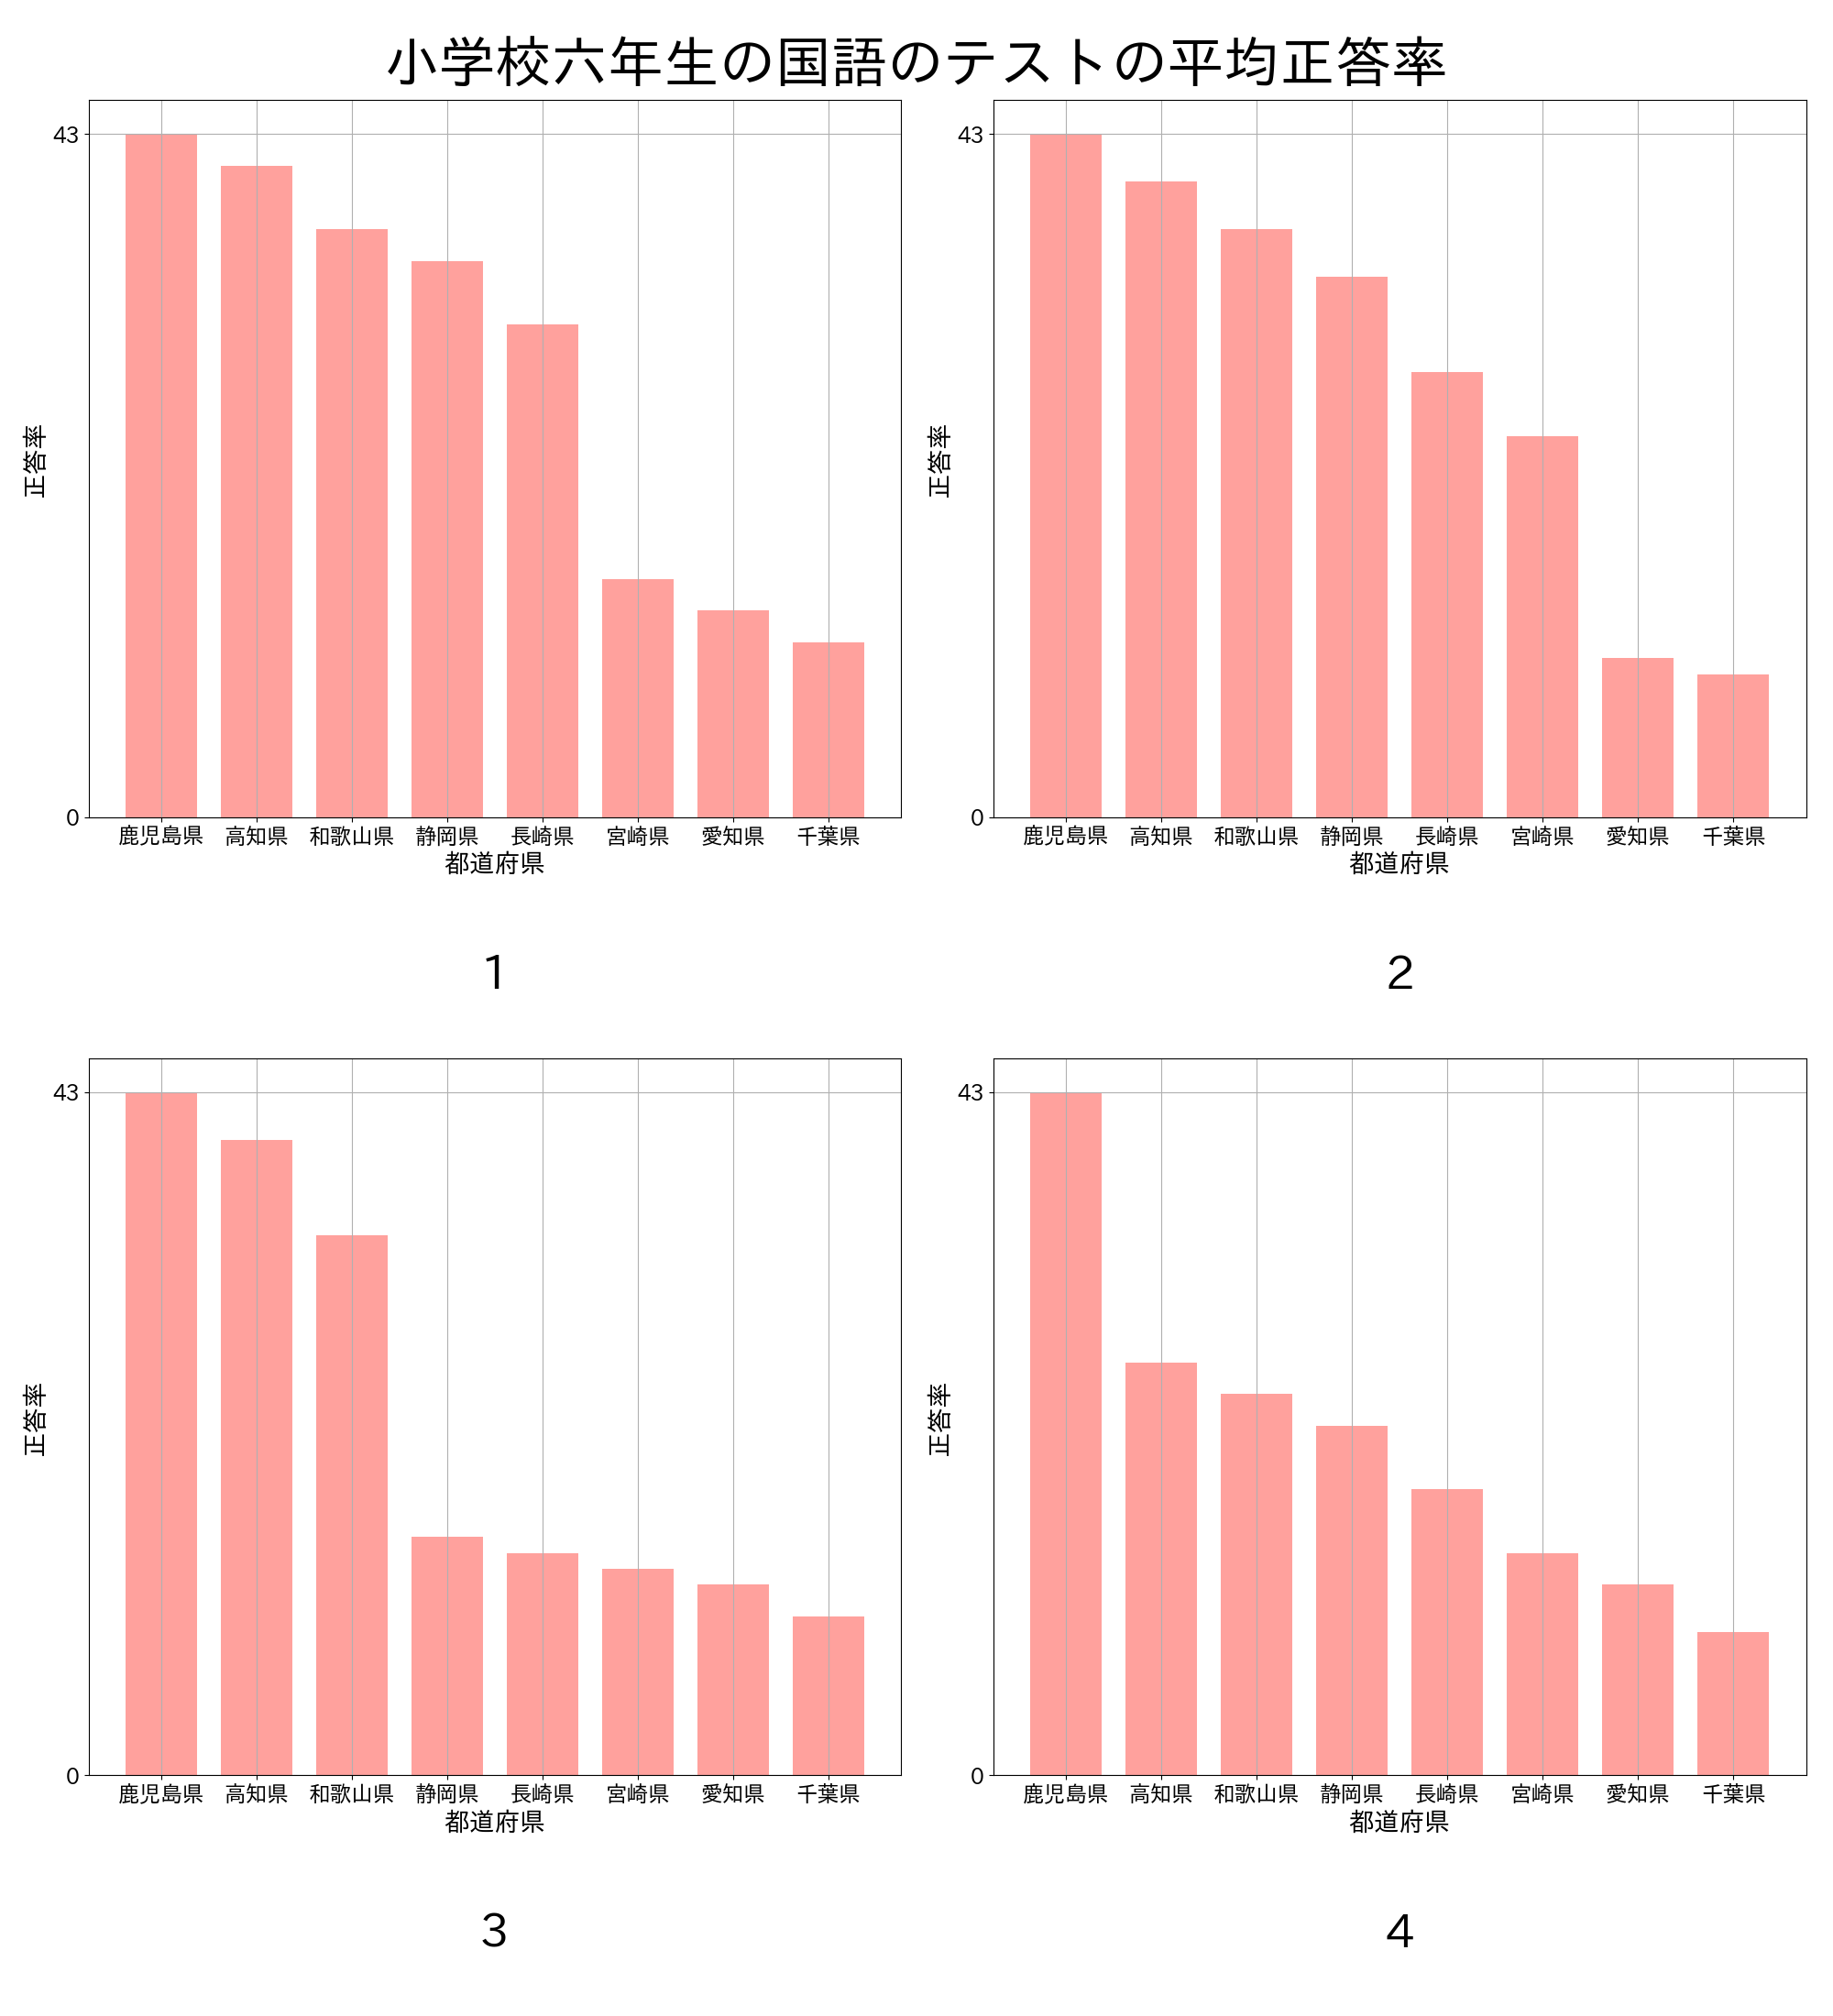 小学校六年生の国語のテストの平均正答率
43
0
正答率
鹿児島県 高知県 和歌山県 静岡県 長崎県 宮崎県 愛知県 千葉県
都道府県
1
43
0
正答率
鹿児島県 高知県 和歌山県 静岡県 長崎県 宮崎県 愛知県 千葉県
都道府県
2
43
0
正答率
鹿児島県 高知県 和歌山県 静岡県 長崎県 宮崎県 愛知県 千葉県
都道府県
3
43
0
正答率
鹿児島県 高知県 和歌山県 静岡県 長崎県 宮崎県 愛知県 千葉県
都道府県
4